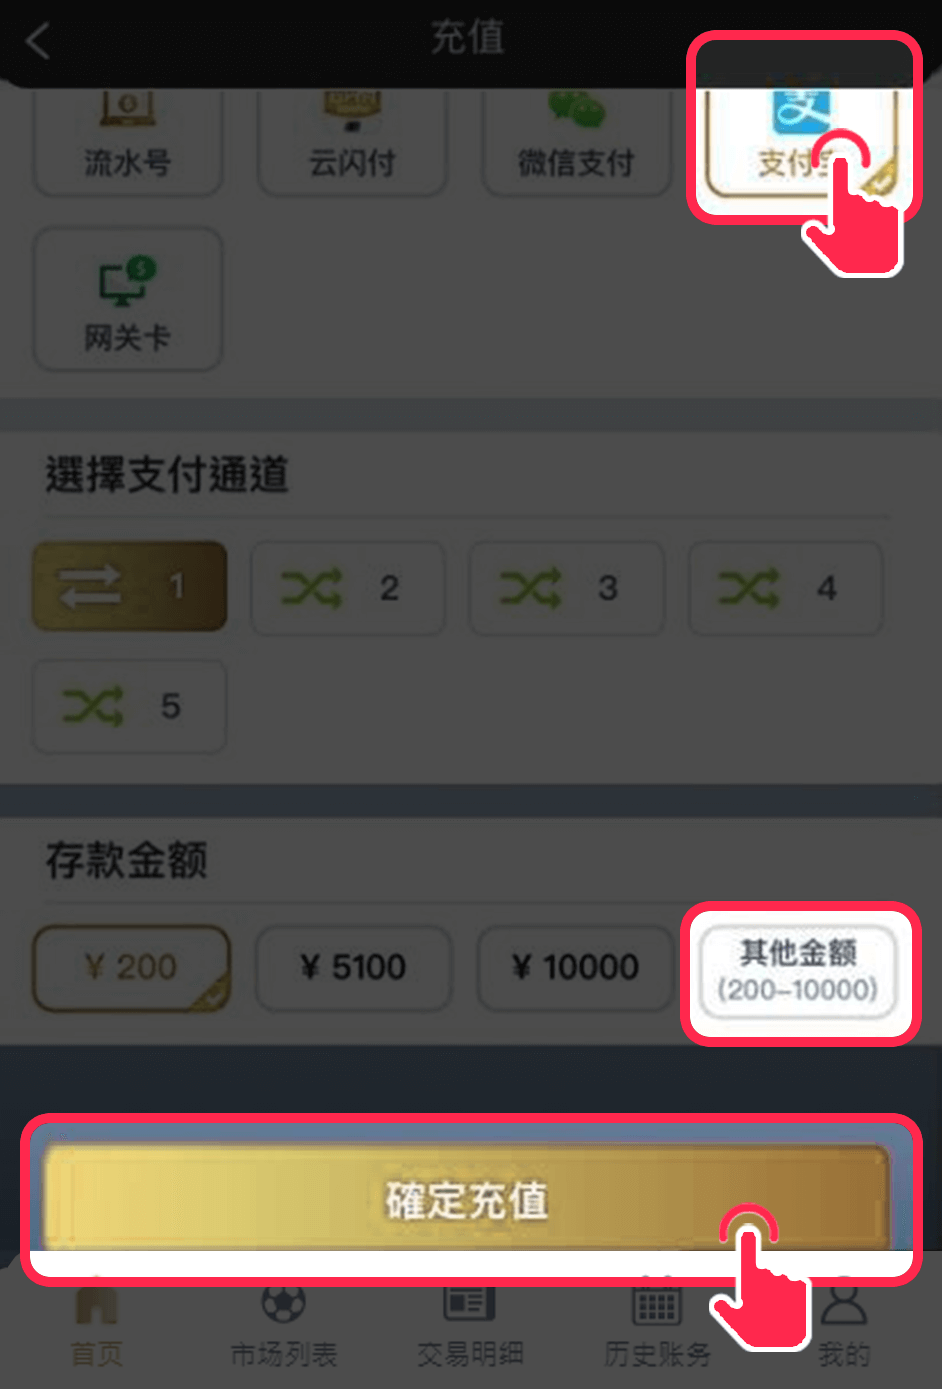 充值
流水号
云闪付
微信支付
支付宝
网关卡
選擇支付通道
1
2
3
4
5
存款金额
¥ 200
¥ 5100
¥ 10000
其他金额
(200-10000)
確定充值
首页
市场列表
交易明细
历史账务
我的